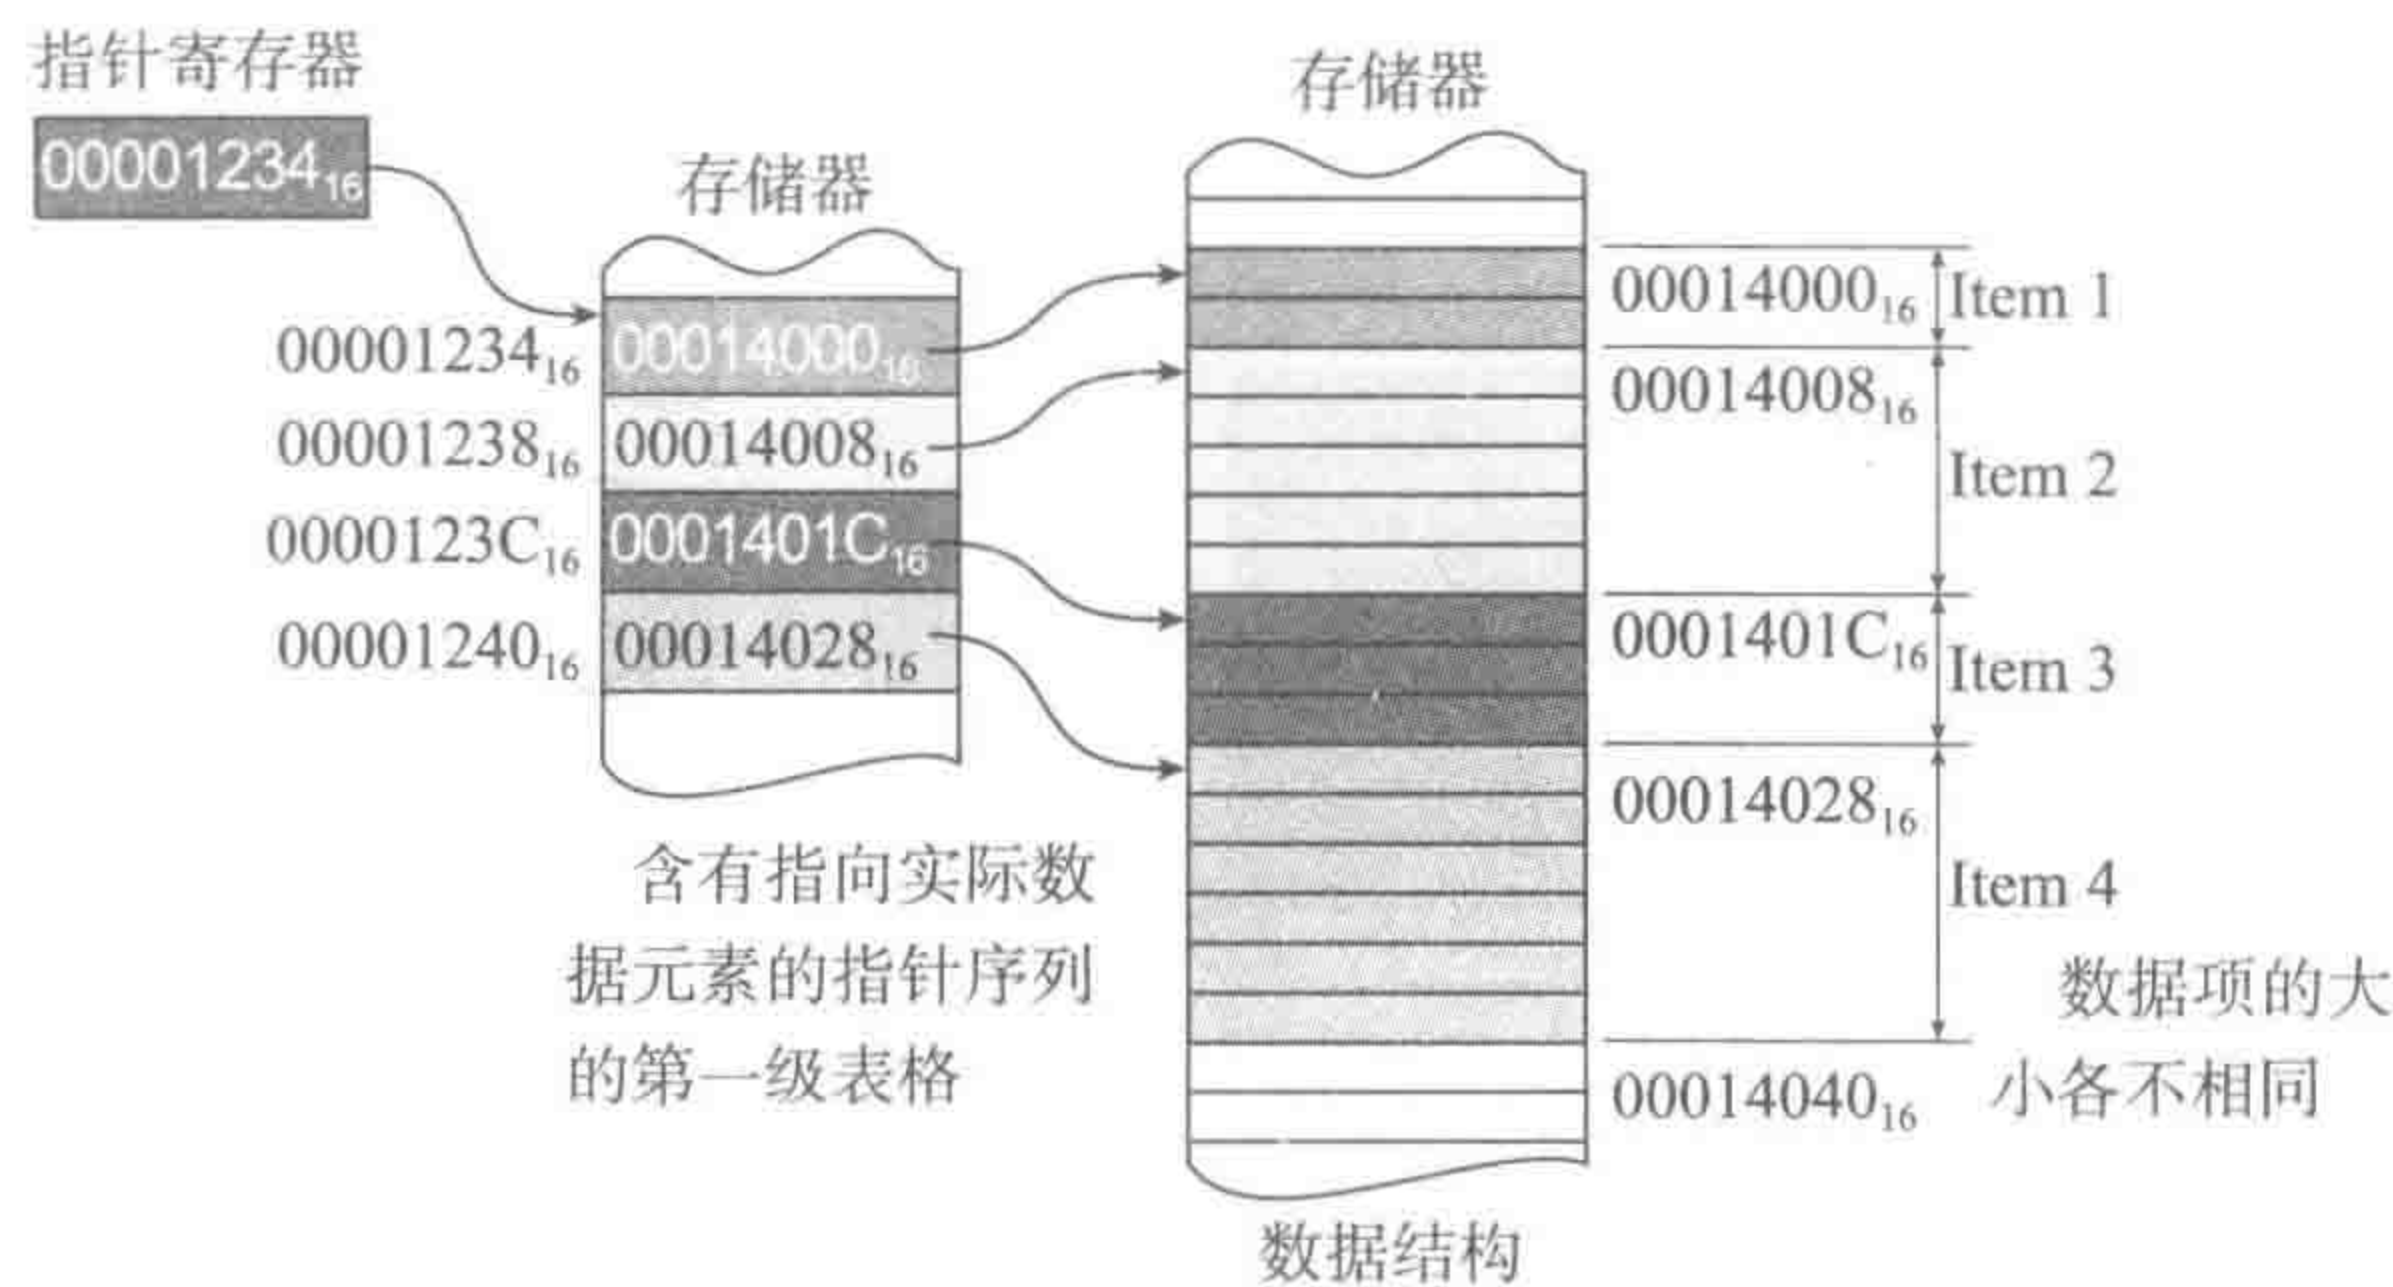 指针寄存器
00001234₁₆
存储器
00001234₁₆ 00014000₁₆
00001238₁₆ 00014008₁₆
0000123C₁₆ 0001401C₁₆
00001240₁₆ 00014028₁₆
含有指向实际数
据元素的指针序列
的第一级表格
存储器
00014000₁₆ Item 1
00014008₁₆
Item 2
0001401C₁₆ Item 3
00014028₁₆
Item 4
00014040₁₆
数据项的大
小各不相同
数据结构